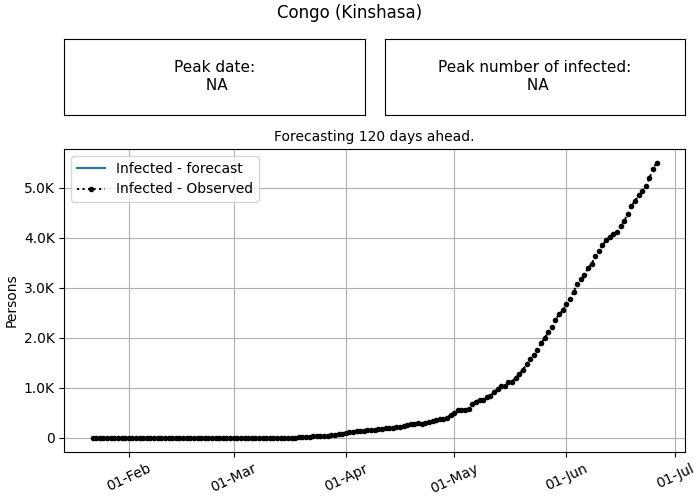 Congo (Kinshasa)
Peak date:
NA
Peak number of infected:
NA
Forecasting 120 days ahead.
Infected - forecast
Infected - Observed
Persons
5.0K
4.0K
3.0K
2.0K
1.0K
0
01-Feb
01-Mar
01-Apr
01-May
01-Jun
01-Jul